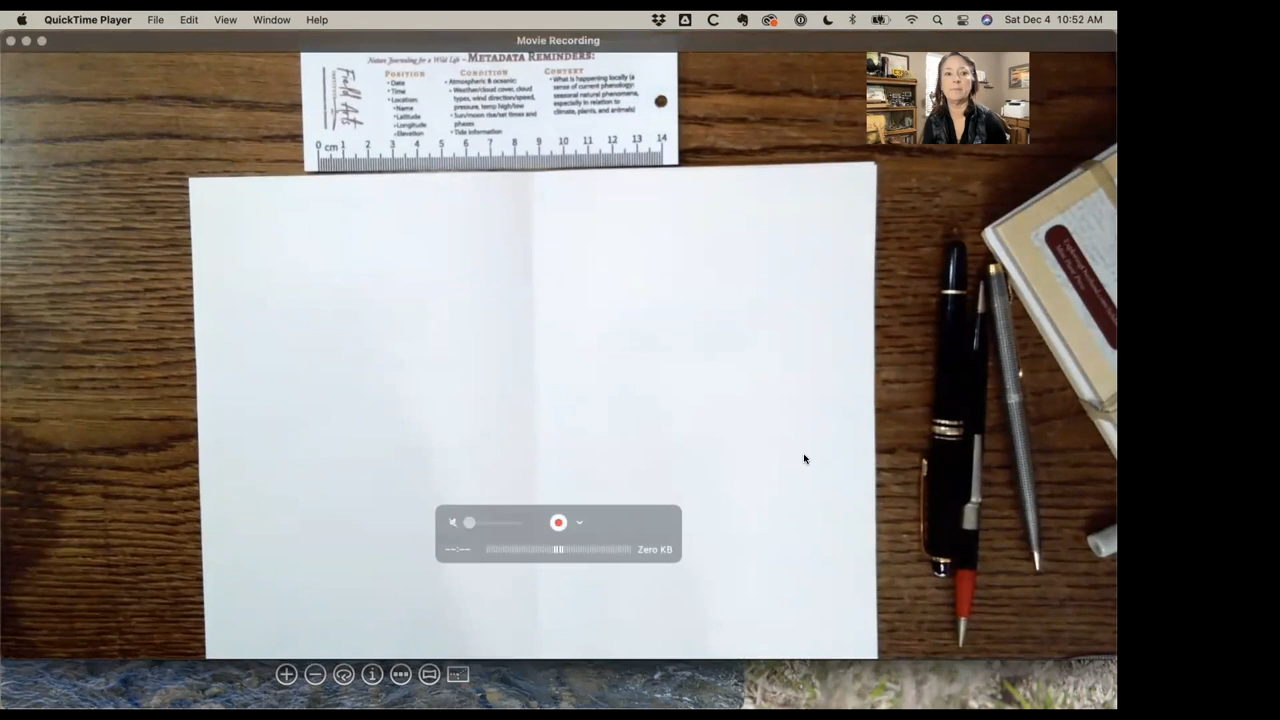 QuickTime Player File Edit View Window Help Sat Dec 4 10:52 AM
Movie Recording
Nature Journaling for a Wild Life ~ METADATA REMINDERS:
Field Arts
POSITION
• Date
• Time
• Location:
• Name
• Latitude
• Longitude
• Elevation
CONDITION
• Atmospheric & oceanic:
• Weather/cloud cover, cloud
types, wind direction/speed,
pressure, temp high/low
• Sun/moon rise/set times and
phases
• Tide information
CONTEXT
• What is happening locally (a
sense of current phenology:
seasonal natural phenomena,
especially in relation to
climate, plants, and animals)
0 cm 1 2 3 4 5 6 7 8 9 10 11 12 13 14
--:-- Zero KB